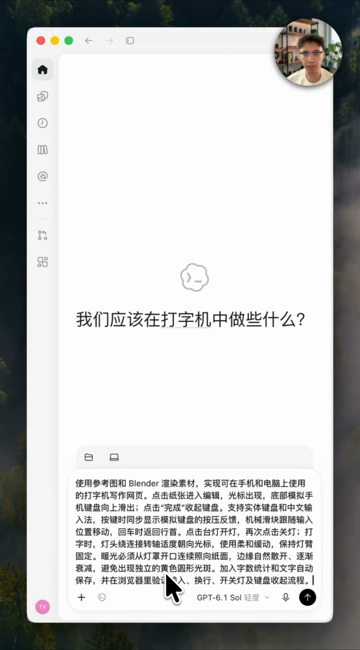 我们应该在打字机中做些什么？
使用参考图和 Blender 渲染素材，实现可在手机和电脑上使用
的打字机写作网页。点击纸张进入编辑，光标出现，底部模拟手
机键盘向上滑出；点击“完成”收起键盘。支持实体键盘和中文输
入法，按键时同步显示模拟键盘的按压反馈，机械滑块跟随输入
位置移动，回车时返回行首。点击台灯开灯，再次点击关灯；打
字时，灯头绕连接转轴适度朝向光标，使用柔和缓动，保持灯臂
固定。暖光必须从灯罩开口连续照向纸面，边缘自然散开、逐渐
衰减，避免出现独立的黄色圆形光斑。加入字数统计和文字自动
保存，并在浏览器里验 入、换行、开关灯及键盘收起流程。
GPT-6.1 Sol 轻度